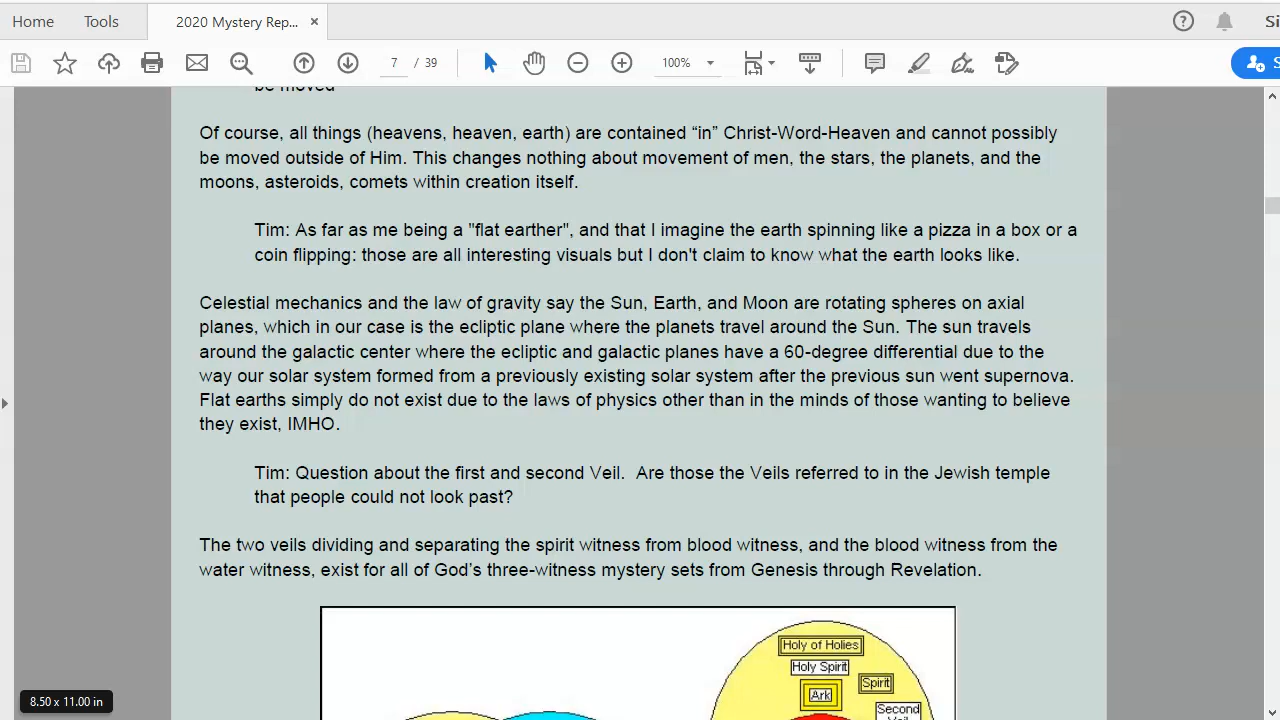 Home
Tools
2020 Mystery Rep... ×
Si
7 / 39
100%
S
be moved
Of course, all things (heavens, heaven, earth) are contained “in” Christ-Word-Heaven and cannot possibly
be moved outside of Him. This changes nothing about movement of men, the stars, the planets, and the
moons, asteroids, comets within creation itself.
Tim: As far as me being a "flat earther", and that I imagine the earth spinning like a pizza in a box or a
coin flipping: those are all interesting visuals but I don't claim to know what the earth looks like.
Celestial mechanics and the law of gravity say the Sun, Earth, and Moon are rotating spheres on axial
planes, which in our case is the ecliptic plane where the planets travel around the Sun. The sun travels
around the galactic center where the ecliptic and galactic planes have a 60-degree differential due to the
way our solar system formed from a previously existing solar system after the previous sun went supernova.
Flat earths simply do not exist due to the laws of physics other than in the minds of those wanting to believe
they exist, IMHO.
Tim: Question about the first and second Veil.  Are those the Veils referred to in the Jewish temple
that people could not look past?
The two veils dividing and separating the spirit witness from blood witness, and the blood witness from the
water witness, exist for all of God’s three-witness mystery sets from Genesis through Revelation.
Holy of Holies
Holy Spirit
Spirit
Ark
Second
Veil
8.50 x 11.00 in